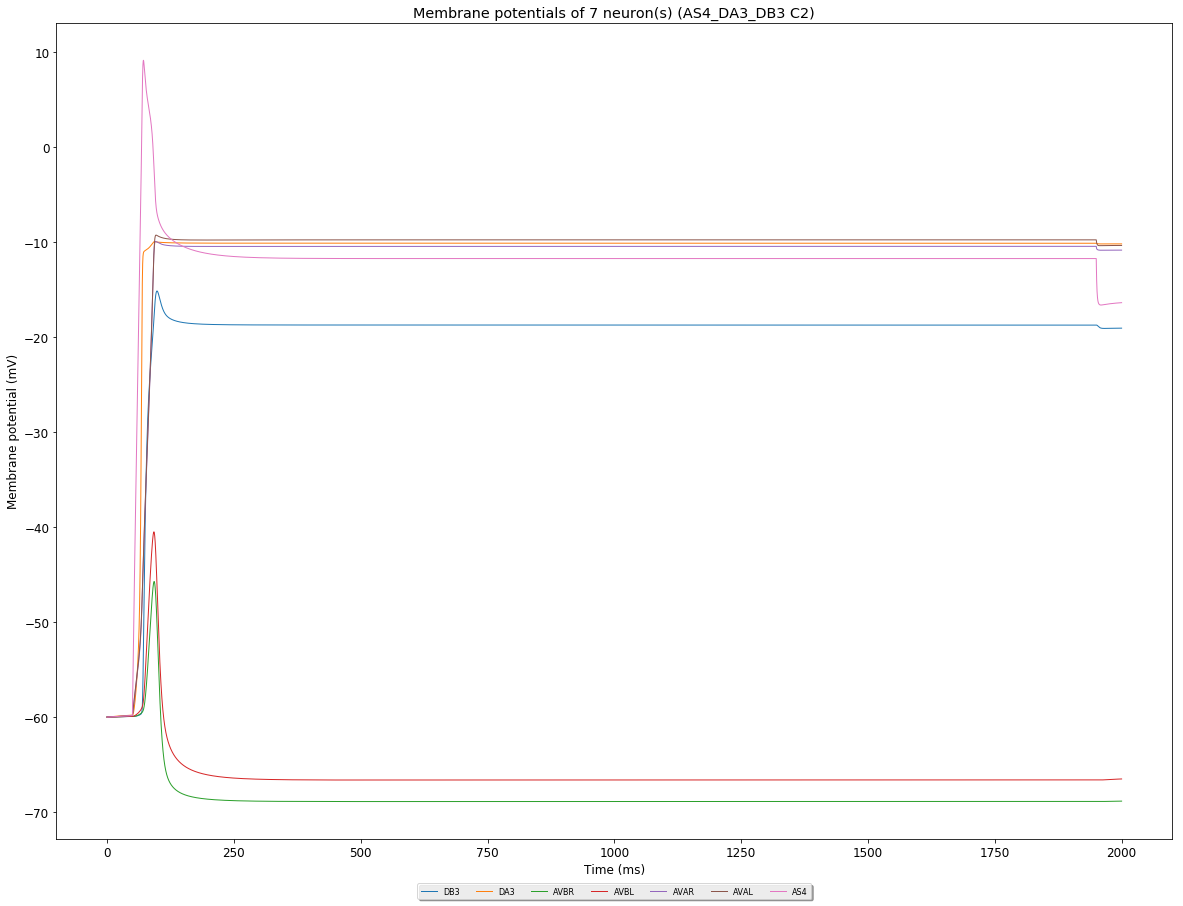 Membrane potentials of 7 neuron(s) (AS4_DA3_DB3 C2)
10
0
−10
−20
−30
−40
−50
−60
−70
Membrane potential (mV)
0 250 500 750 1000 1250 1500 1750 2000
Time (ms)
DB3 DA3 AVBR AVBL AVAR AVAL AS4